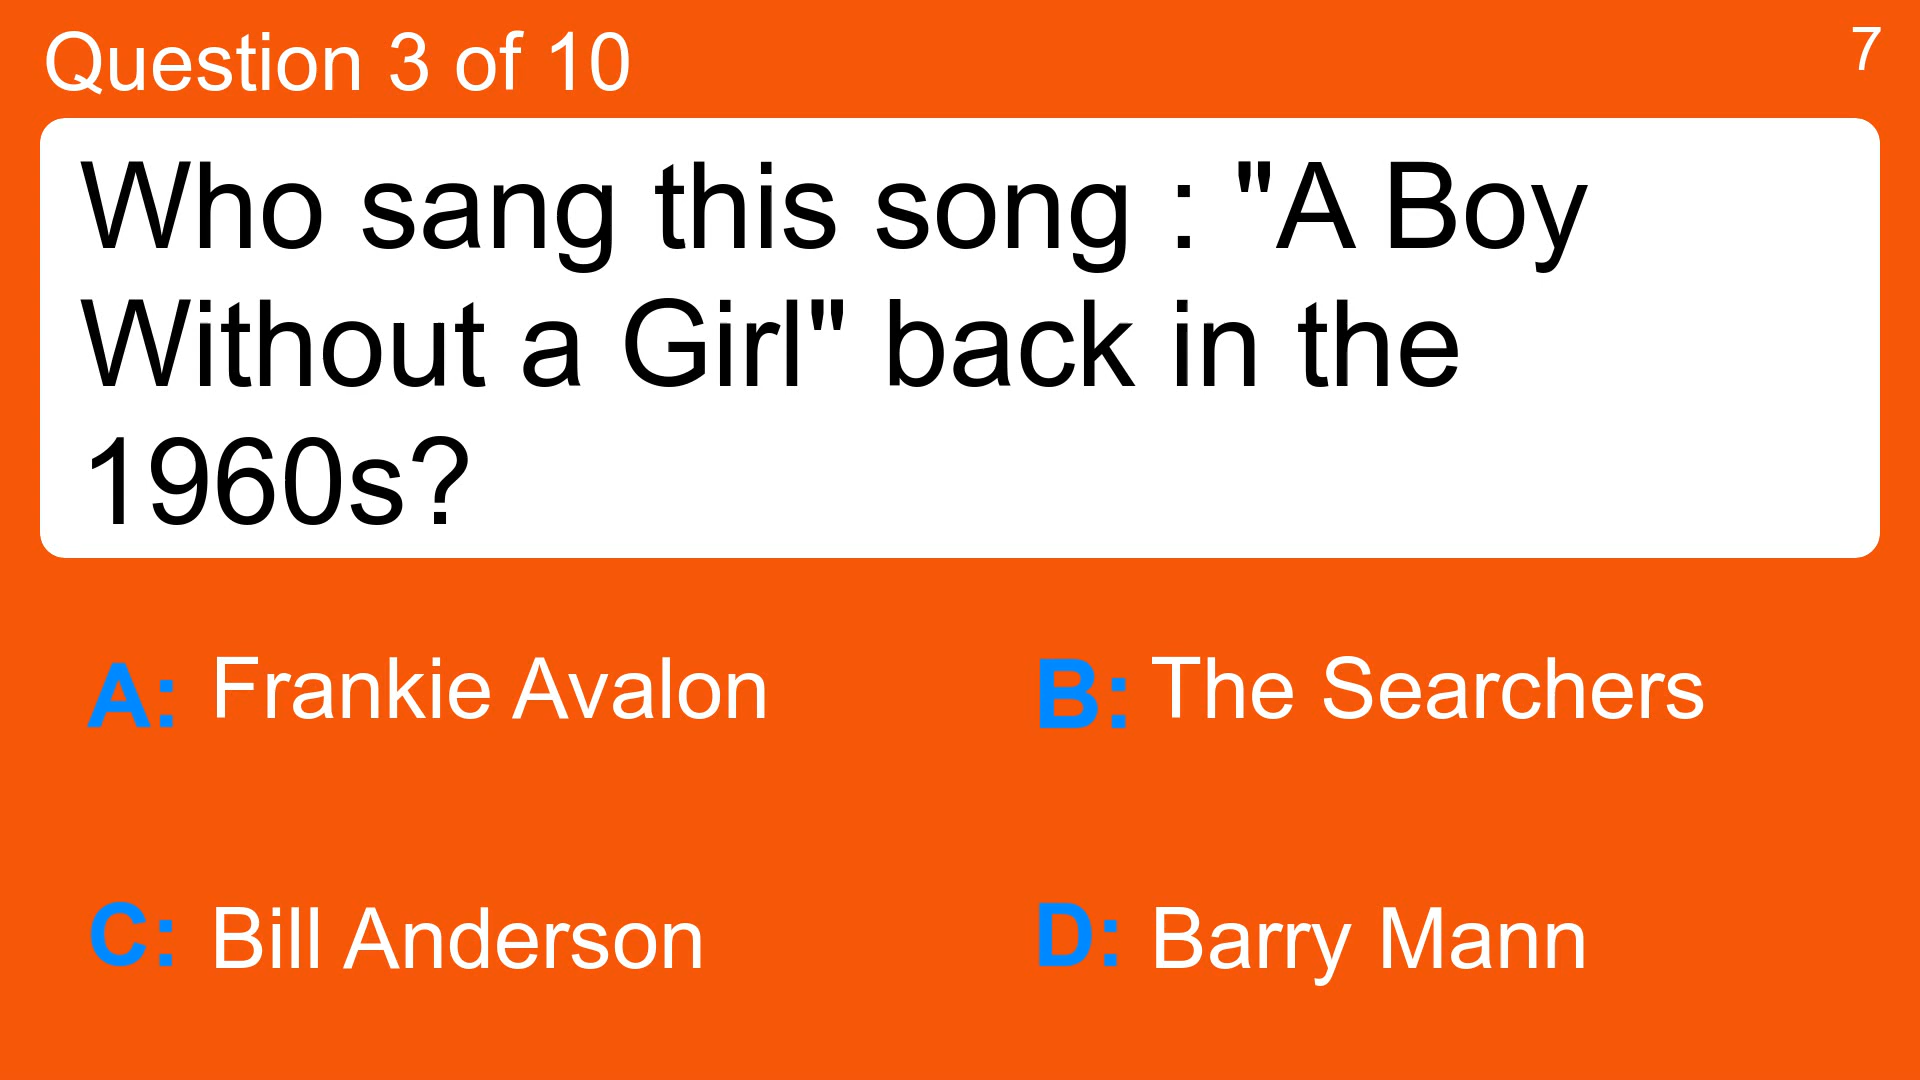 Question 3 of 10
7
Who sang this song : "A Boy
Without a Girl" back in the
1960s?
A: Frankie Avalon
B: The Searchers
C: Bill Anderson
D: Barry Mann